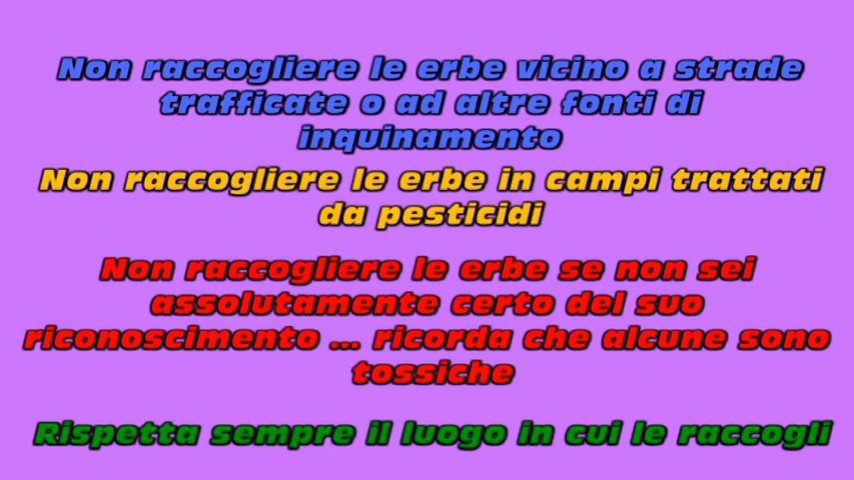 Non raccogliere le erbe vicino a strade
trafficate o ad altre fonti di
inquinamento
Non raccogliere le erbe in campi trattati
da pesticidi
Non raccogliere le erbe se non sei
assolutamente certo del suo
riconoscimento ... ricorda che alcune sono
tossiche
Rispetta sempre il luogo in cui le raccogli